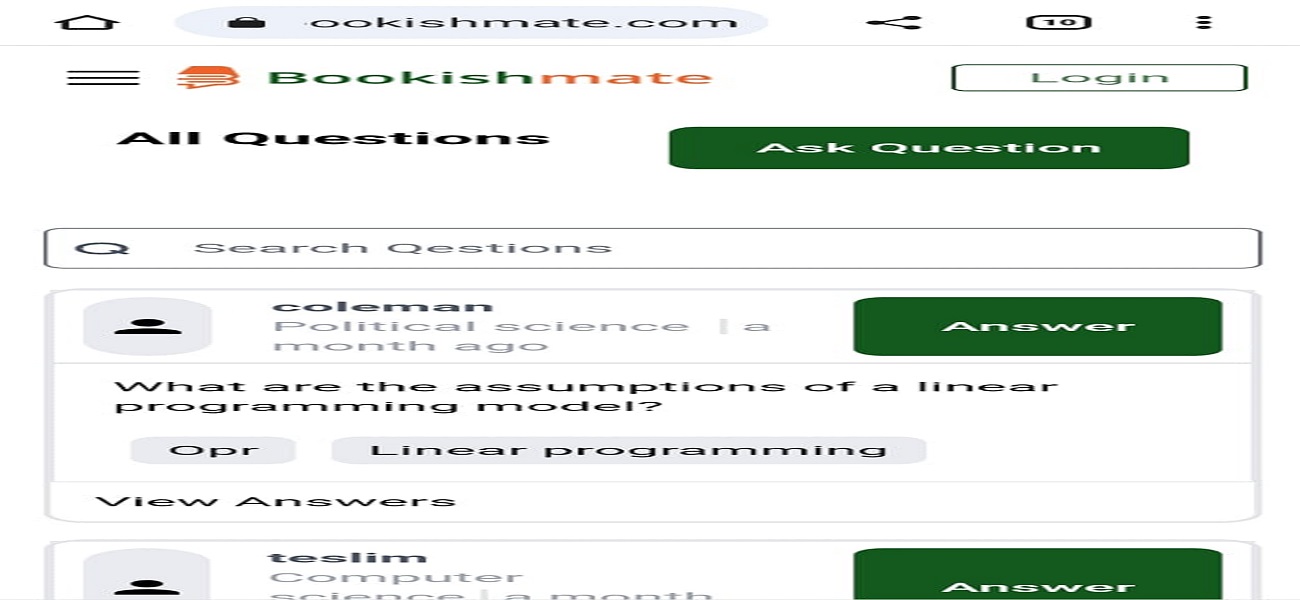 ookishmate.com
10
Bookishmate
Login
All Questions
Ask Question
Search Qestions
coleman
Political science | a
month ago
Answer
What are the assumptions of a linear
programming model?
Opr
Linear programming
View Answers
teslim
Computer
science | a month
Answer